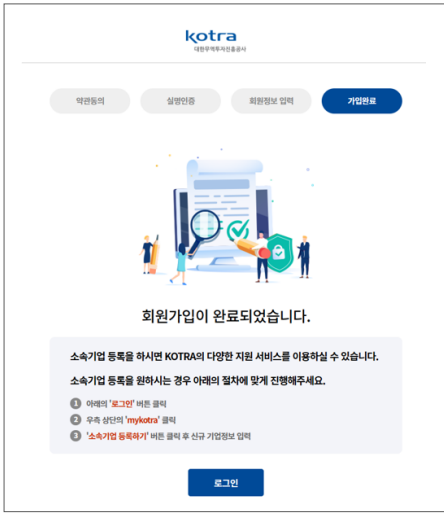 kotra
대한무역투자진흥공사
약관동의
실명인증
회원정보 입력
가입완료
회원가입이 완료되었습니다.
소속기업 등록을 하시면 KOTRA의 다양한 지원 서비스를 이용하실 수 있습니다.
소속기업 등록을 원하시는 경우 아래의 절차에 맞게 진행해주세요.
1 아래의 '로그인' 버튼 클릭
2 우측 상단의 'mykotra' 클릭
3 '소속기업 등록하기' 버튼 클릭 후 신규 기업정보 입력
로그인